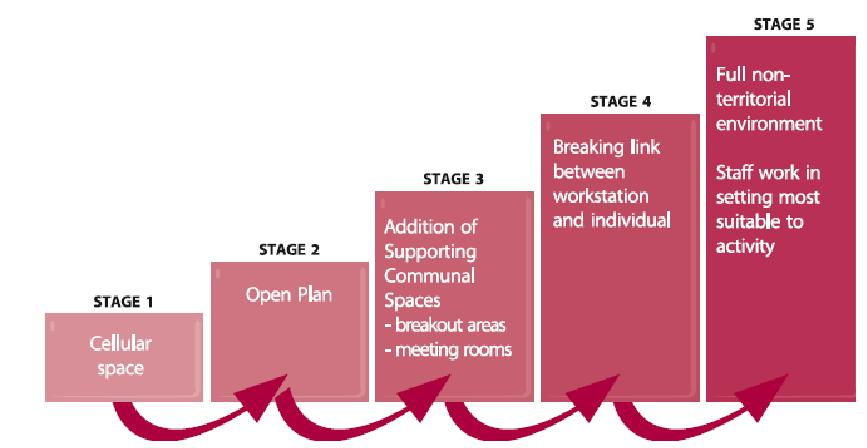 STAGE 1
Cellular
space
STAGE 2
Open Plan
STAGE 3
Addition of
Supporting
Communal
Spaces
- breakout areas
- meeting rooms
STAGE 4
Breaking link
between
workstation
and individual
STAGE 5
Full non-
territorial
environment
Staff work in
setting most
suitable to
activity